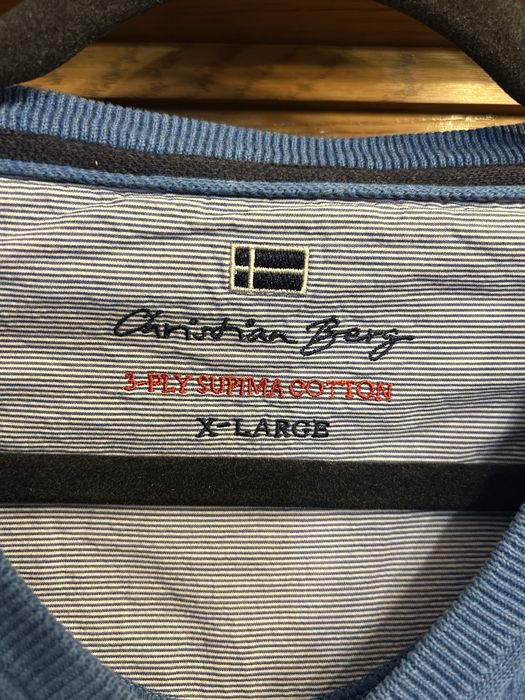 Christian Berg
3-PLY SUPIMA COTTON
X-LARGE